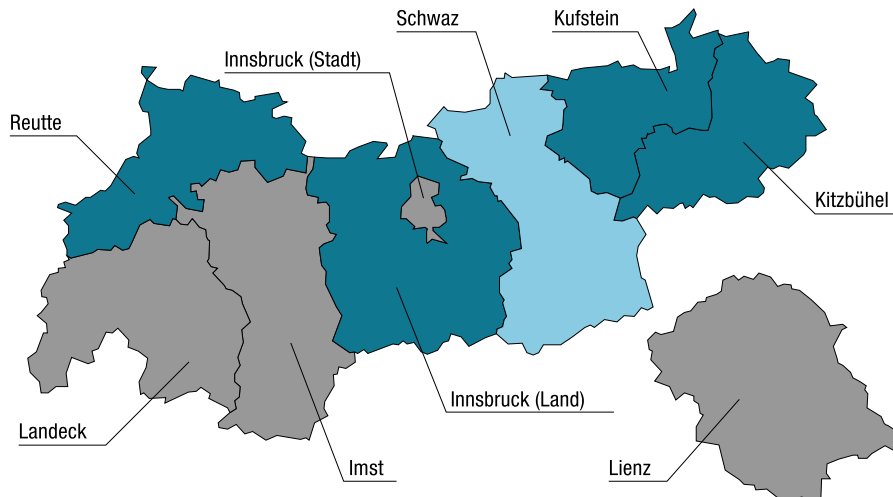 Schwaz
Kufstein
Innsbruck (Stadt)
Reutte
Kitzbühel
Innsbruck (Land)
Landeck
Imst
Lienz